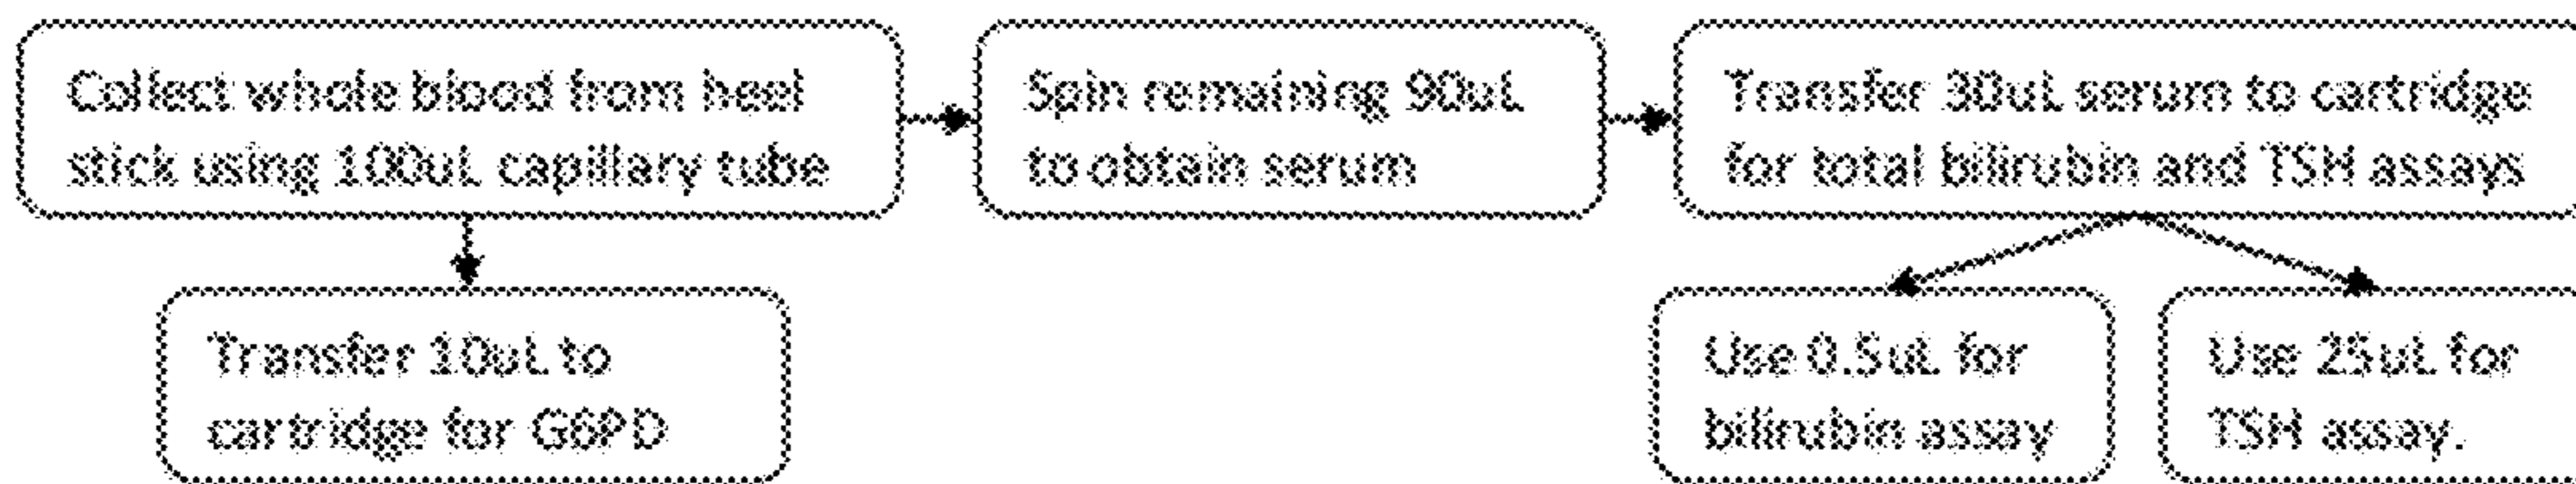 Collect whole blood from heel
stick using 100uL capillary tube
Spin remaining 90uL
to obtain serum
Transfer 30uL serum to cartridge
for total bilirubin and TSH assays
Transfer 10uL to
cartridge for G6PD
Use 0.5uL for
bilirubin assay
Use 25uL for
TSH assay.